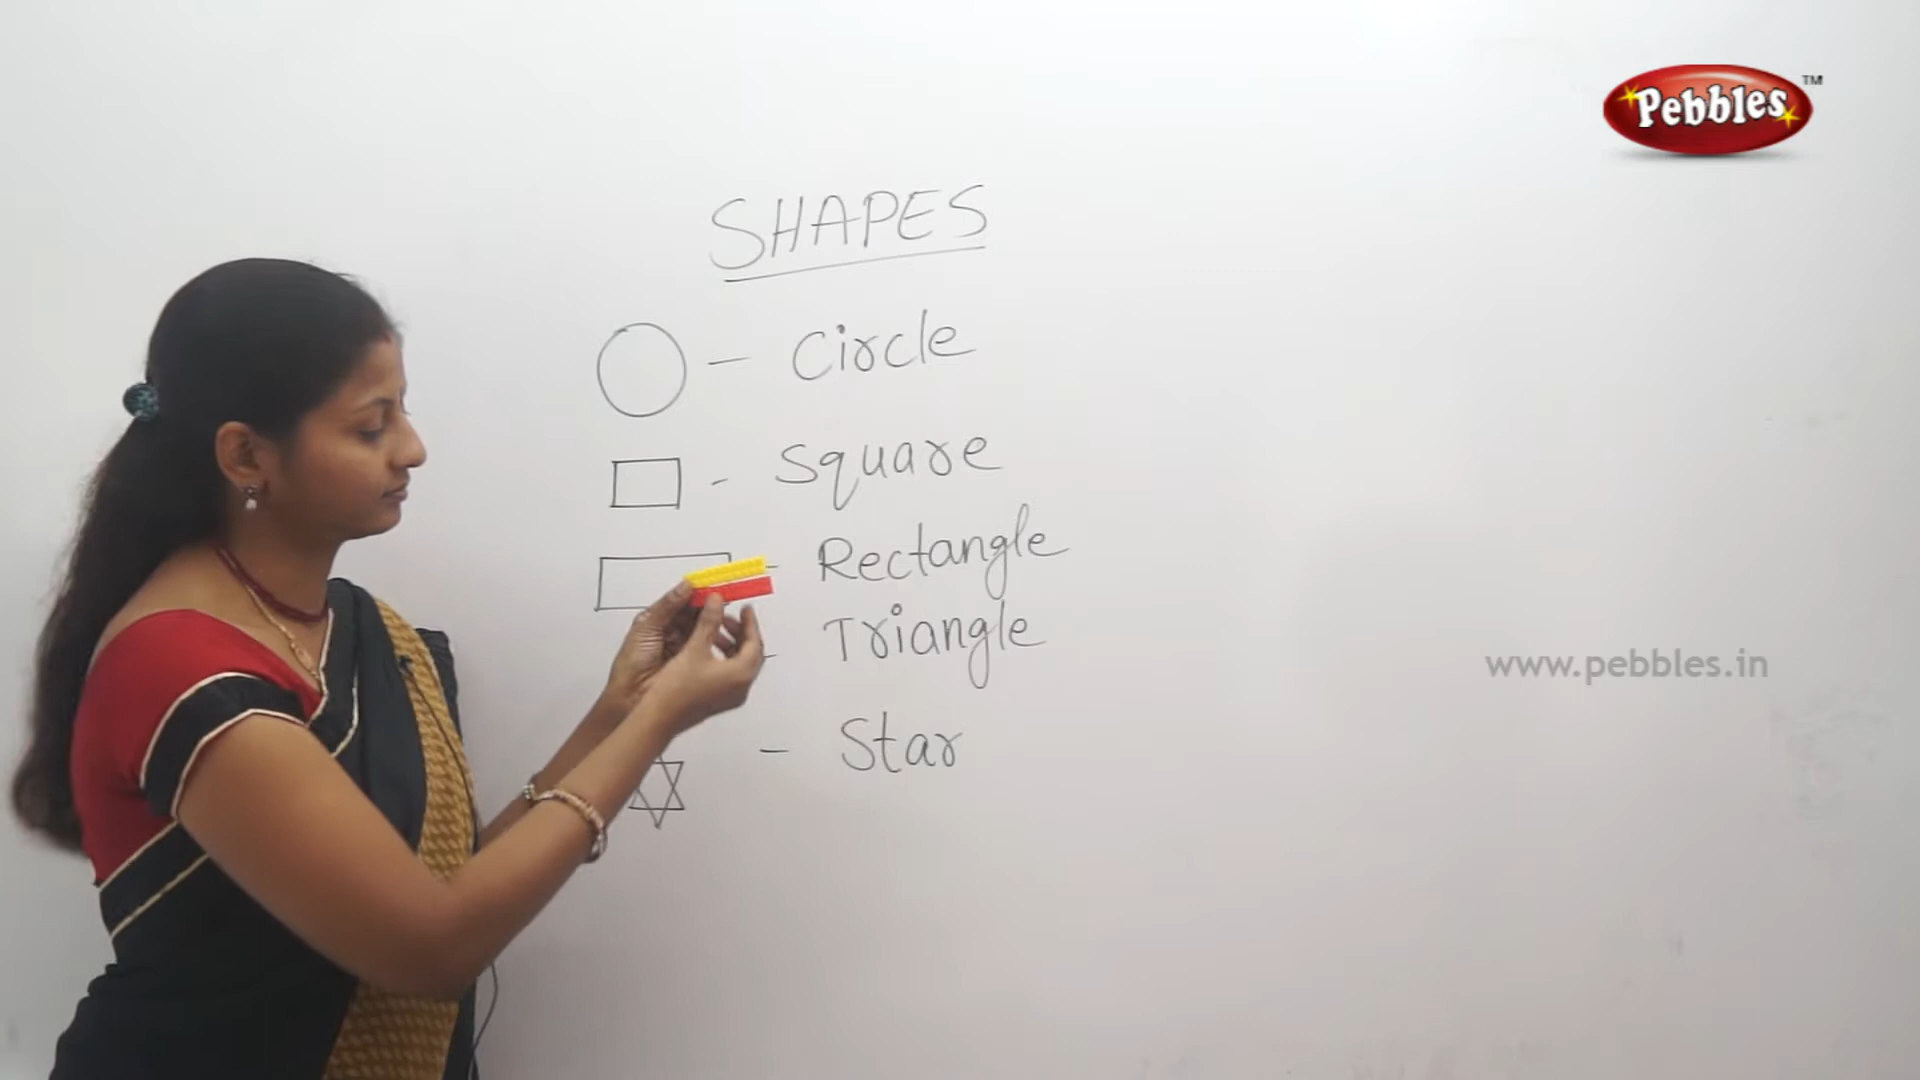 Pebbles TM
SHAPES
– Circle
- Square
- Rectangle
- Triangle
– Star
www.pebbles.in